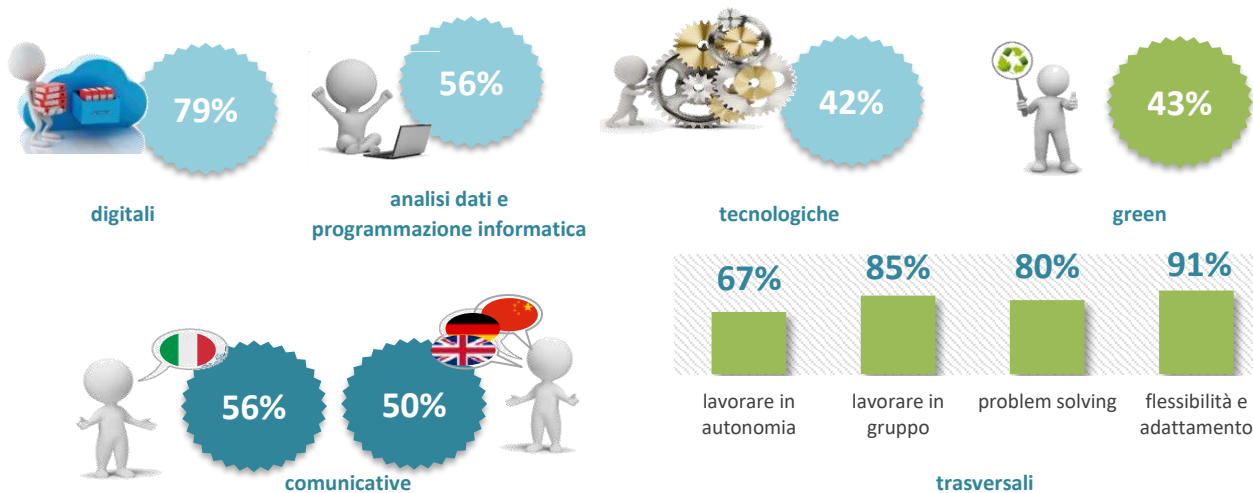 79%
56%
42%
43%
digitali
analisi dati e
programmazione informatica
tecnologiche
green
56%
50%
comunicative
67%
85%
80%
91%
lavorare in
autonomia
lavorare in
gruppo
problem solving
flessibilità e
adattamento
trasversali